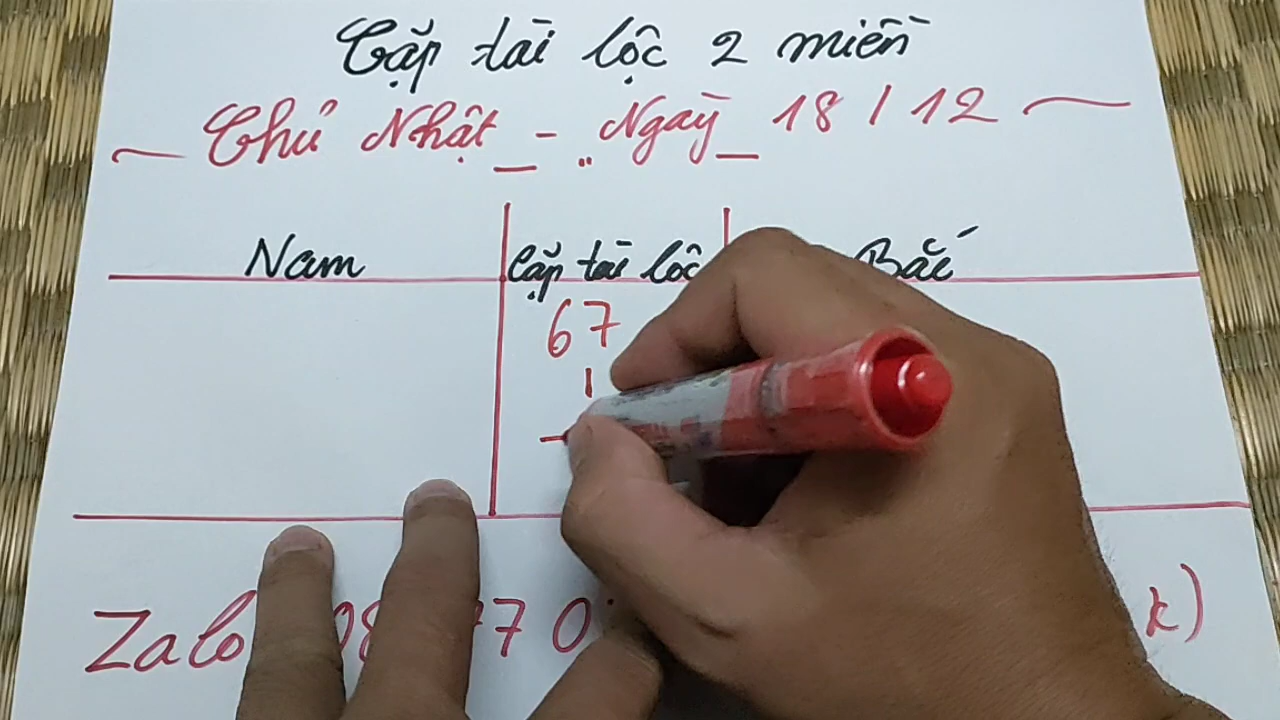 Cặp tài lộc 2 miền
Chủ Nhật - Ngày 18 / 12
Nam Cặp tài lộc Bắc
67
Zalo